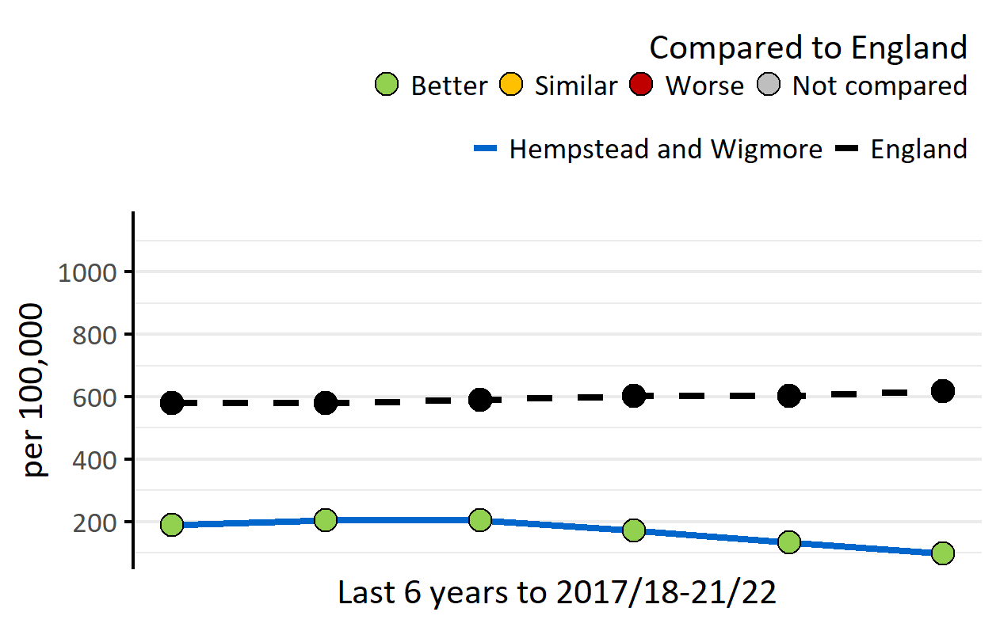 Compared to England
Better Similar Worse Not compared
Hempstead and Wigmore England
per 100,000
1000
800
600
400
200
Last 6 years to 2017/18-21/22